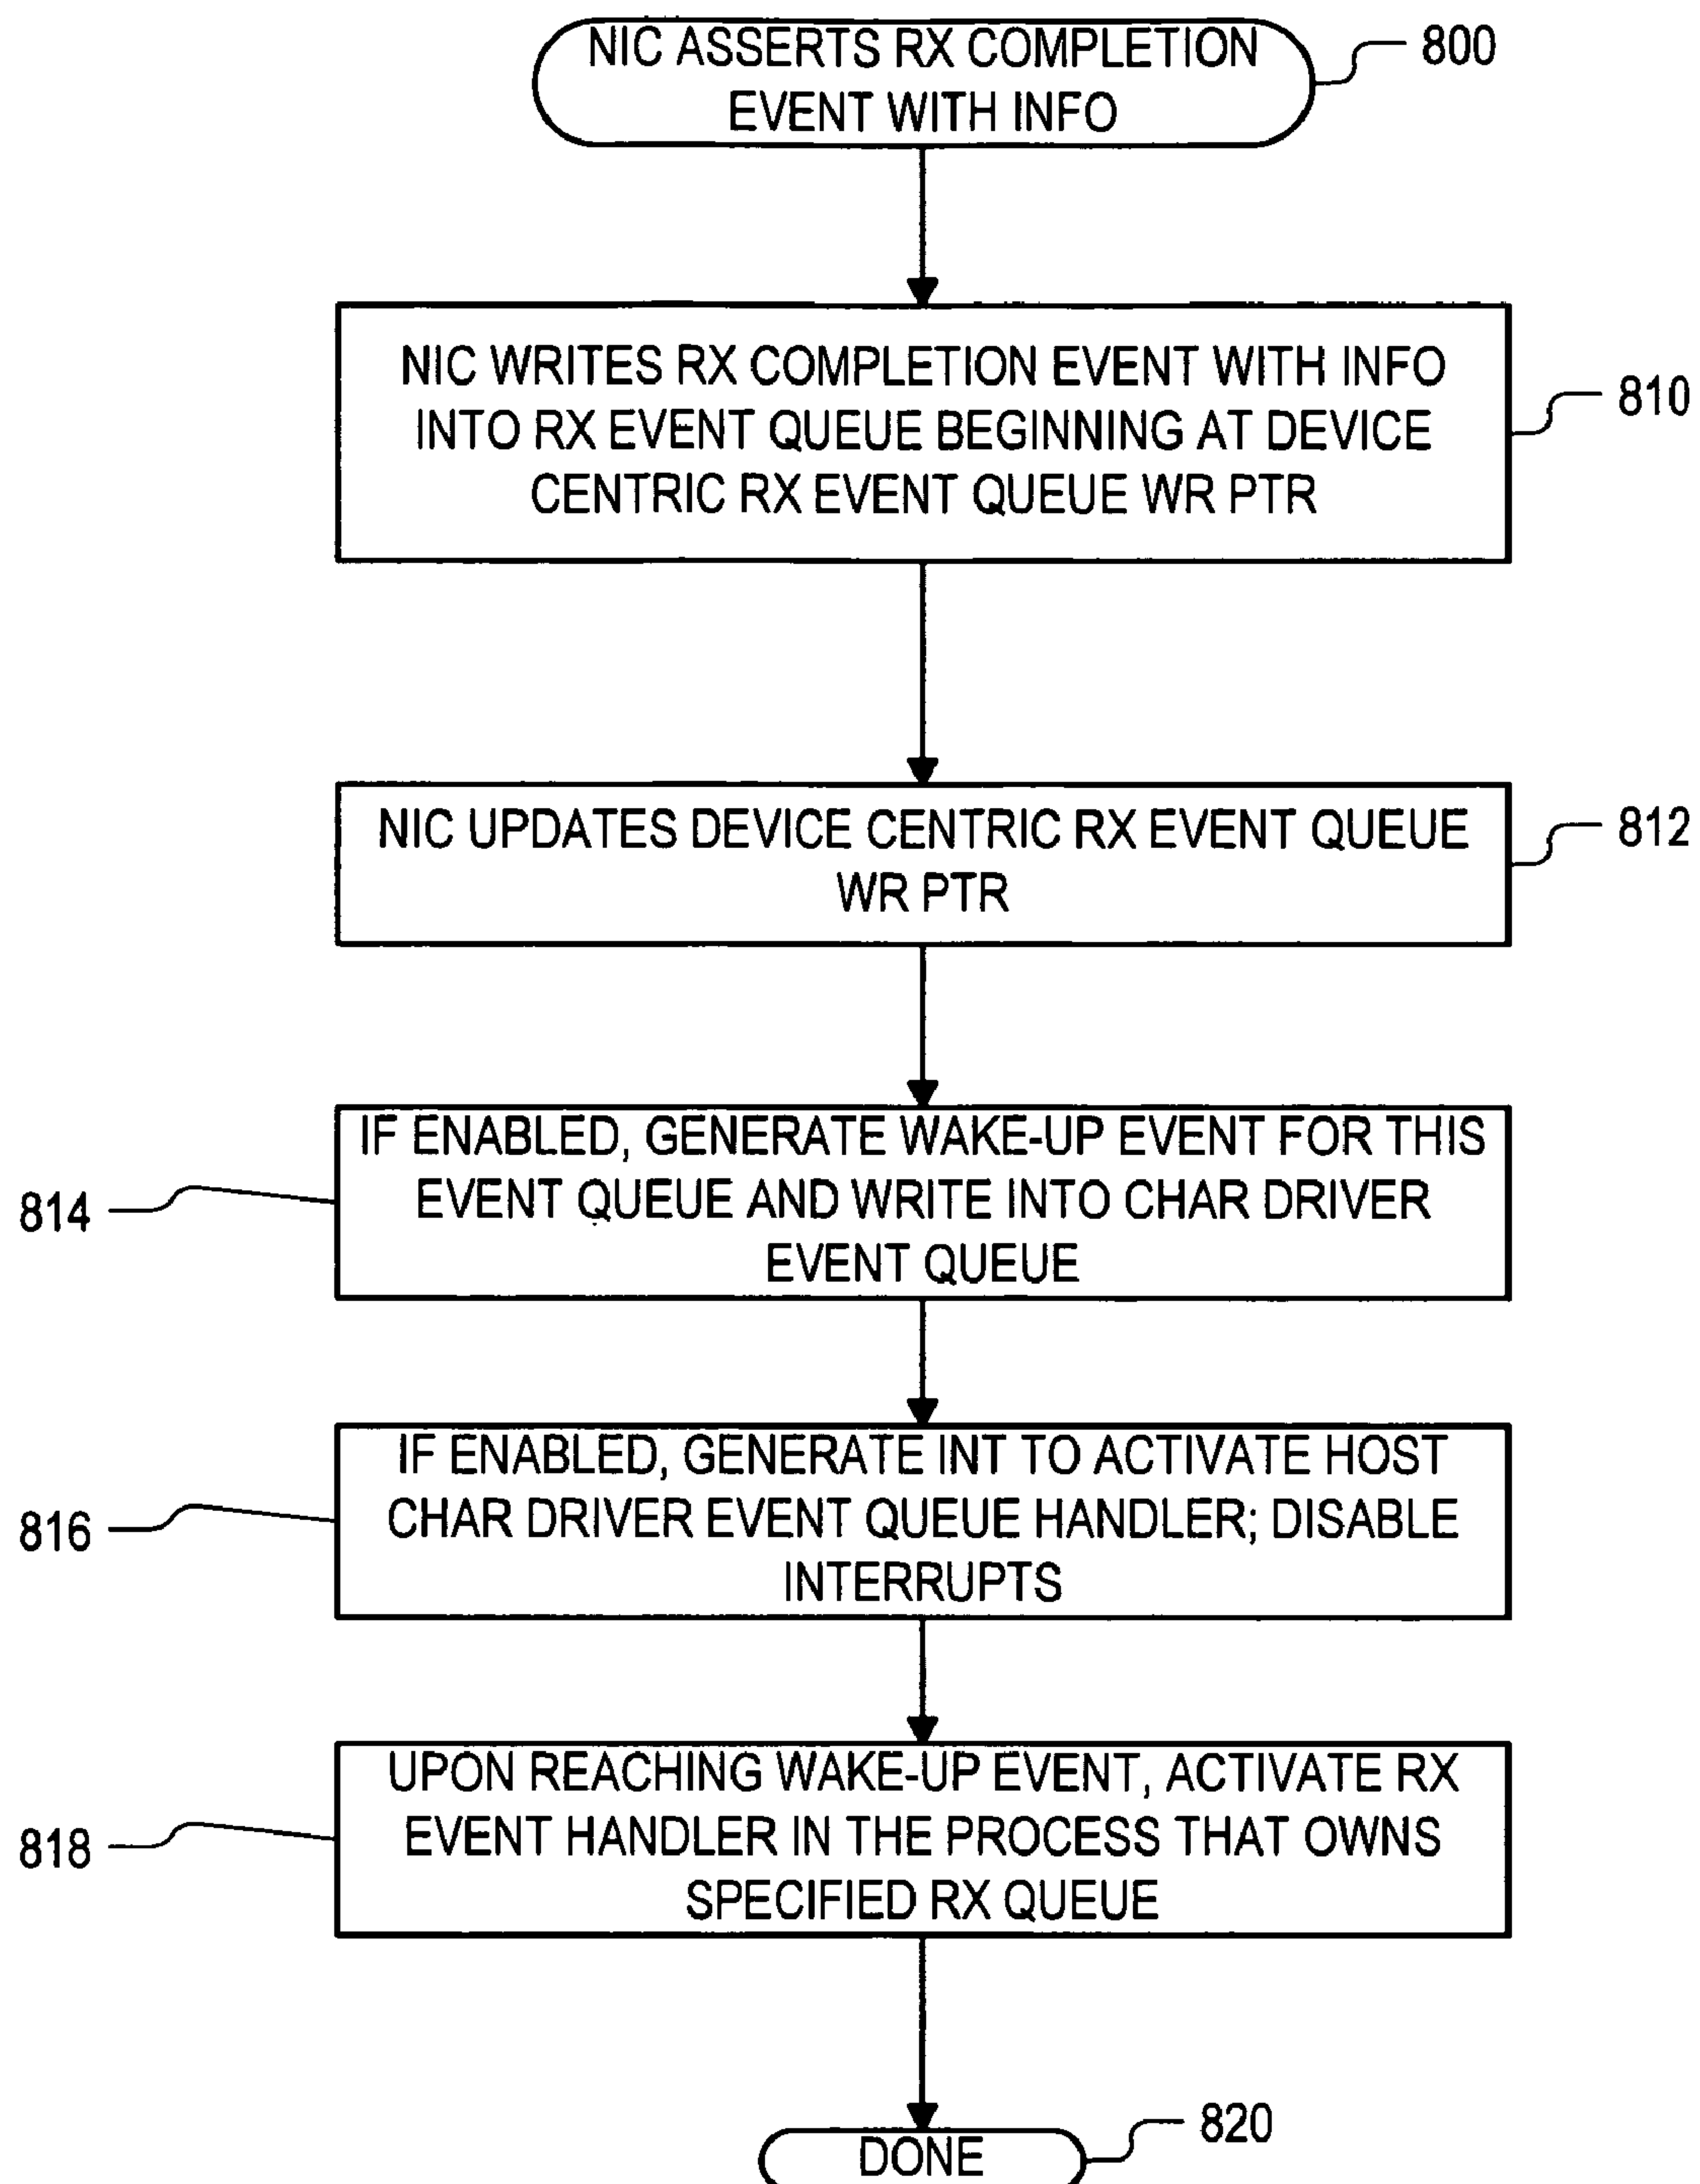 NIC ASSERTS RX COMPLETION
EVENT WITH INFO
800
NIC WRITES RX COMPLETION EVENT WITH INFO
INTO RX EVENT QUEUE BEGINNING AT DEVICE
CENTRIC RX EVENT QUEUE WR PTR
810
NIC UPDATES DEVICE CENTRIC RX EVENT QUEUE
WR PTR
812
IF ENABLED, GENERATE WAKE-UP EVENT FOR THIS
EVENT QUEUE AND WRITE INTO CHAR DRIVER
EVENT QUEUE
814
IF ENABLED, GENERATE INT TO ACTIVATE HOST
CHAR DRIVER EVENT QUEUE HANDLER; DISABLE
INTERRUPTS
816
UPON REACHING WAKE-UP EVENT, ACTIVATE RX
EVENT HANDLER IN THE PROCESS THAT OWNS
SPECIFIED RX QUEUE
818
DONE
820